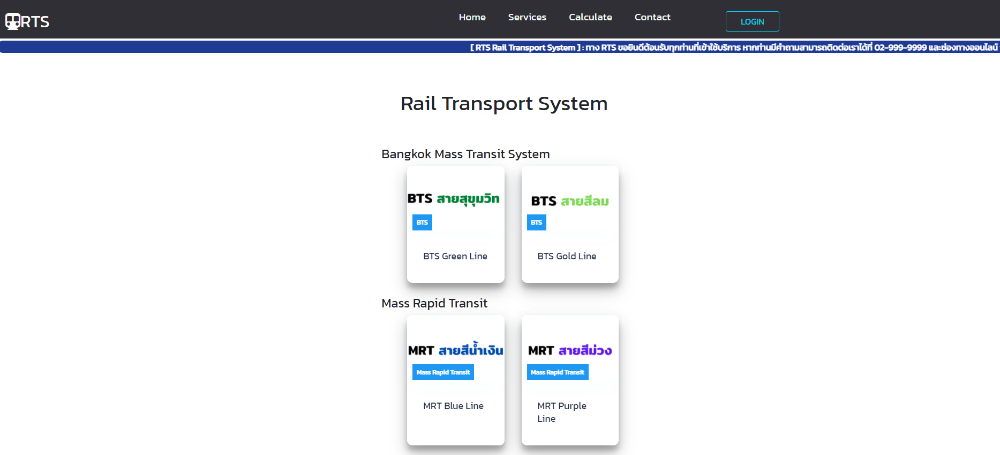 RTS
Home Services Calculate Contact LOGIN
[ RTS Rail Transport System ] : ทาง RTS ขอยินดีต้อนรับทุกท่านที่เข้าใช้บริการ หากท่านมีคำถามสามารถติดต่อเราได้ที่ 02-999-9999 และช่องทางออนไลน์
Rail Transport System
Bangkok Mass Transit System
BTS สายสุขุมวิท
BTS
BTS Green Line
BTS สายสีลม
BTS
BTS Gold Line
Mass Rapid Transit
MRT สายสีน้ำเงิน
Mass Rapid Transit
MRT Blue Line
MRT สายสีม่วง
Mass Rapid Transit
MRT Purple
Line